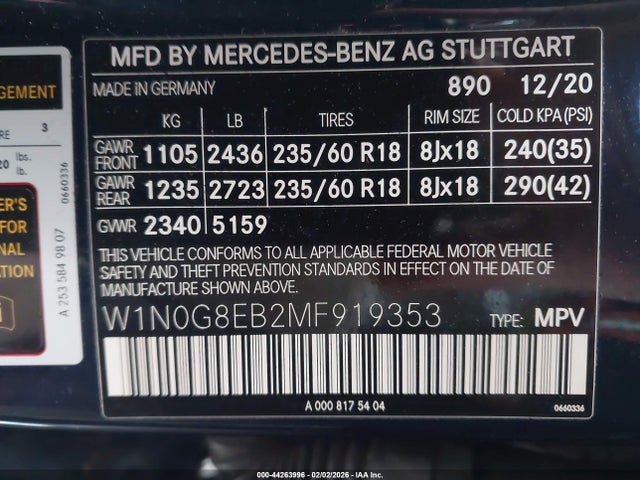 MFD BY MERCEDES-BENZ AG STUTTGART
MADE IN GERMANY 890 12/20
KG LB TIRES RIM SIZE COLD KPA(PSI)
GAWR FRONT 1105 2436 235/60 R18 8Jx18 240(35)
GAWR REAR 1235 2723 235/60 R18 8Jx18 290(42)
GVWR 2340 5159
THIS VEHICLE CONFORMS TO ALL APPLICABLE FEDERAL MOTOR VEHICLE
SAFETY AND THEFT PREVENTION STANDARDS IN EFFECT ON THE DATE
OF MANUFACTURE SHOWN ABOVE.
W1N0G8EB2MF919353 TYPE: MPV
A 000 817 54 04 0660336
3
lbs.
lb.
0660336
FOR
A 253 584 98 07
000-44263996 - 02/02/2026 - IAA Inc.